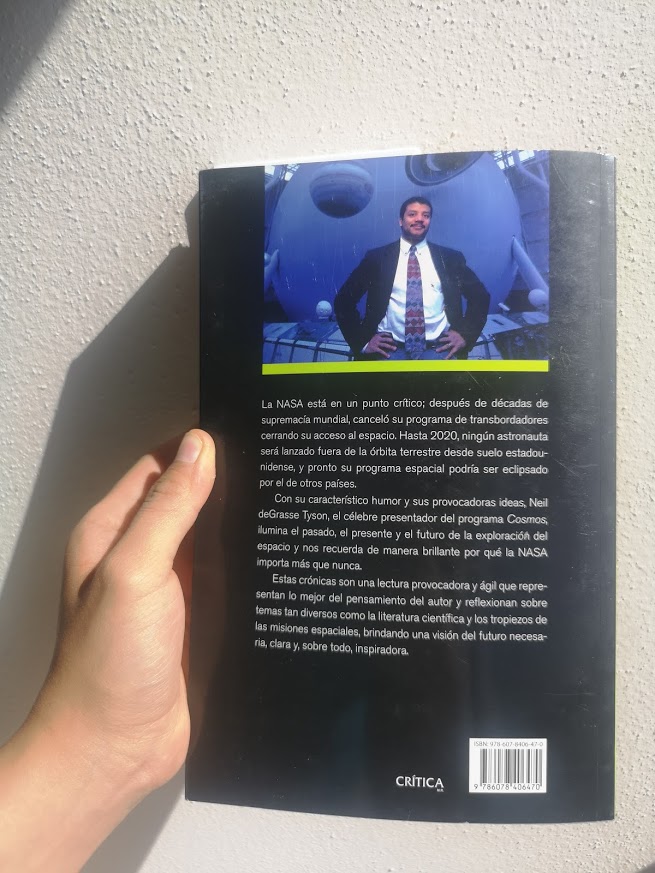 La NASA está en un punto crítico; después de décadas de
supremacía mundial, canceló su programa de transbordadores
cerrando su acceso al espacio. Hasta 2020, ningún astronauta
será lanzado fuera de la órbita terrestre desde suelo estadou-
nidense, y pronto su programa espacial podría ser eclipsado
por el de otros países.
Con su característico humor y sus provocadoras ideas, Neil
deGrasse Tyson, el célebre presentador del programa Cosmos,
ilumina el pasado, el presente y el futuro de la exploración del
espacio y nos recuerda de manera brillante por qué la NASA
importa más que nunca.
Estas crónicas son una lectura provocadora y ágil que repre-
sentan lo mejor del pensamiento del autor y reflexionan sobre
temas tan diversos como la literatura científica y los tropiezos de
las misiones espaciales, brindando una visión del futuro necesa-
ria, clara y, sobre todo, inspiradora.
ISBN: 978-607-8406-47-0
CRÍTICA
9 786078 406470